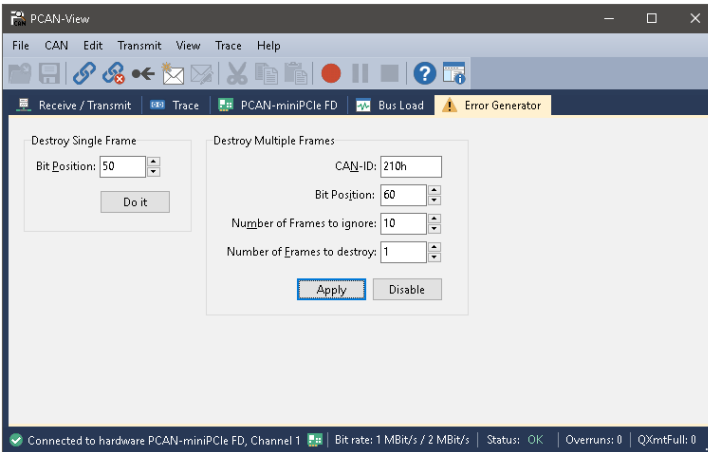 PCAN-View
File CAN Edit Transmit View Trace Help
Receive / Transmit Trace PCAN-miniPCIe FD Bus Load Error Generator
Destroy Single Frame
Bit Position: 50
Do it
Destroy Multiple Frames
CAN-ID: 210h
Bit Position: 60
Number of Frames to ignore: 10
Number of Frames to destroy: 1
Apply Disable
Connected to hardware PCAN-miniPCIe FD, Channel 1 Bit rate: 1 MBit/s / 2 MBit/s Status: OK Overruns: 0 QXmtFull: 0